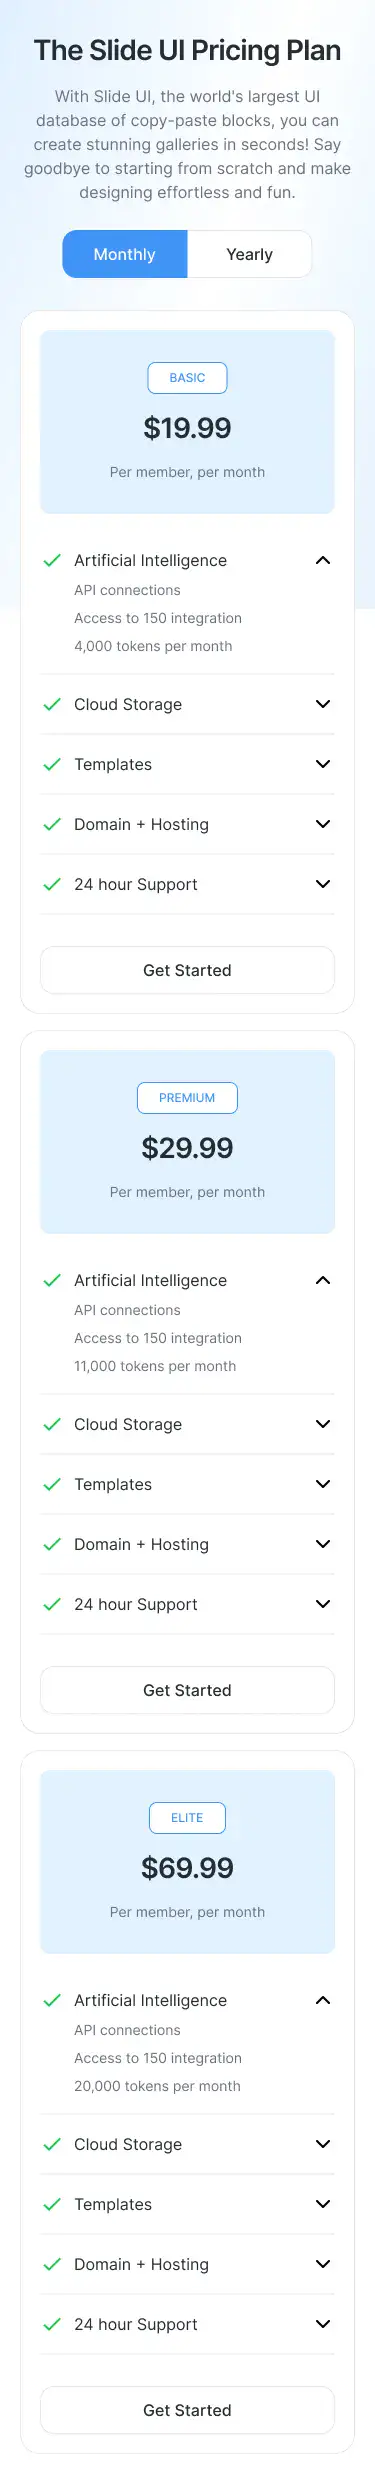 The Slide UI Pricing Plan
With Slide UI, the world's largest UI
database of copy-paste blocks, you can
create stunning galleries in seconds! Say
goodbye to starting from scratch and make
designing effortless and fun.
Monthly
Yearly
BASIC
$19.99
Per member, per month
Artificial Intelligence
API connections
Access to 150 integration
4,000 tokens per month
Cloud Storage
Templates
Domain + Hosting
24 hour Support
Get Started
PREMIUM
$29.99
Per member, per month
Artificial Intelligence
API connections
Access to 150 integration
11,000 tokens per month
Cloud Storage
Templates
Domain + Hosting
24 hour Support
Get Started
ELITE
$69.99
Per member, per month
Artificial Intelligence
API connections
Access to 150 integration
20,000 tokens per month
Cloud Storage
Templates
Domain + Hosting
24 hour Support
Get Started